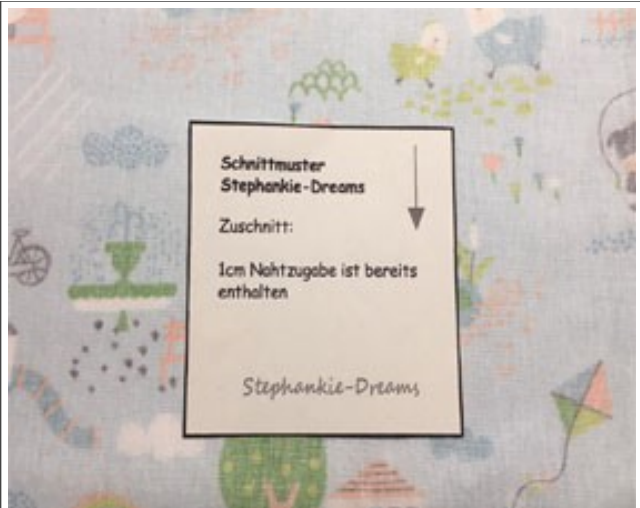 Schnittmuster
Stephankie-Dreams
Zuschnitt:
1cm Nahtzugabe ist bereits
enthalten
Stephankie-Dreams